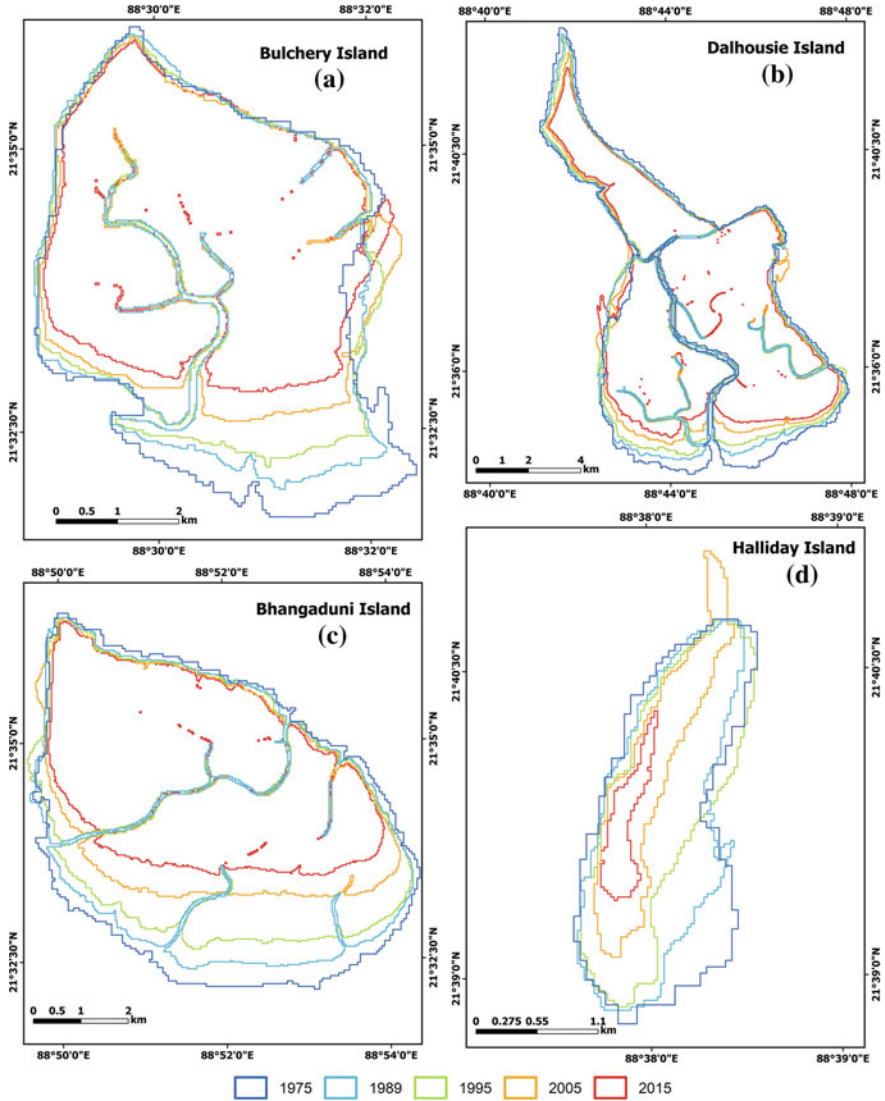 88°30'0"E 88°32'0"E
88°40'0"E 88°44'0"E 88°48'0"E
Bulchery Island
(a)
21°35'0"N
21°35'0"N
21°32'30"N
21°32'30"N
0 0.5 1 2
km
88°30'0"E 88°32'0"E
Dalhousie Island
(b)
21°40'30"N
21°40'30"N
21°36'0"N
21°36'0"N
0 1 2 4
km
88°40'0"E 88°44'0"E 88°48'0"E
88°50'0"E 88°52'0"E 88°54'0"E
Bhangaduni Island
(c)
21°35'0"N
21°35'0"N
21°32'30"N
21°32'30"N
0 0.5 1 2
km
88°50'0"E 88°52'0"E 88°54'0"E
88°38'0"E 88°39'0"E
Halliday Island
(d)
21°40'30"N
21°40'30"N
21°39'0"N
21°39'0"N
0 0.275 0.55 1.1
km
88°38'0"E 88°39'0"E
1975 1989 1995 2005 2015